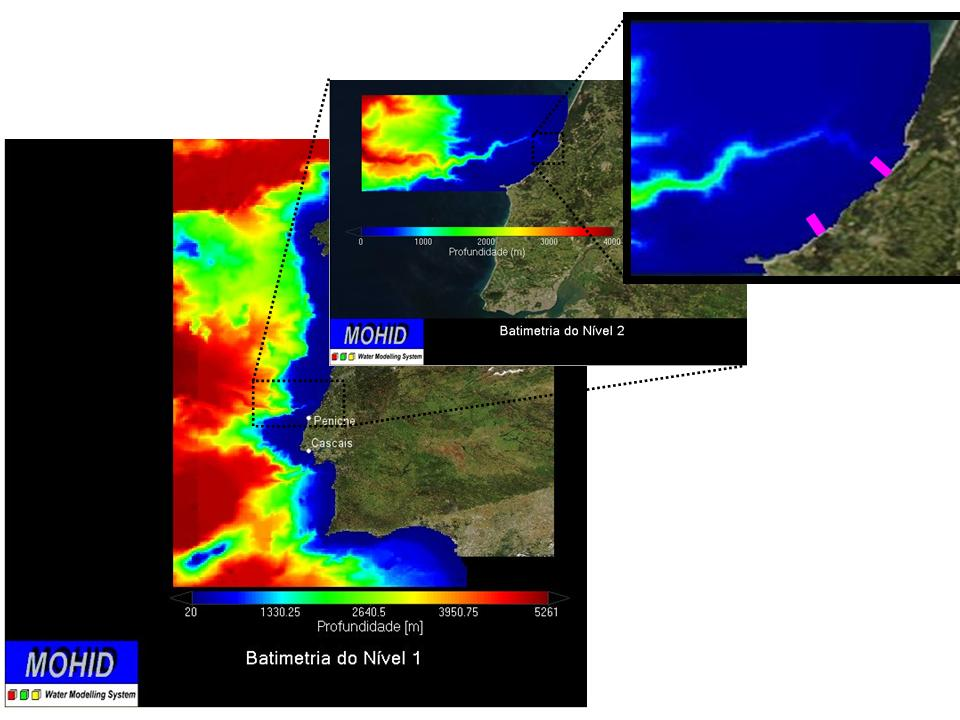 0 1000 2000 3000 4000
Profundidade (m)
Batimetria do Nível 2
MOHID
Water Modelling System
Peniche
Cascais
20 1330.25 2640.5 3950.75 5261
Profundidade [m]
Batimetria do Nível 1
MOHID
Water Modelling System